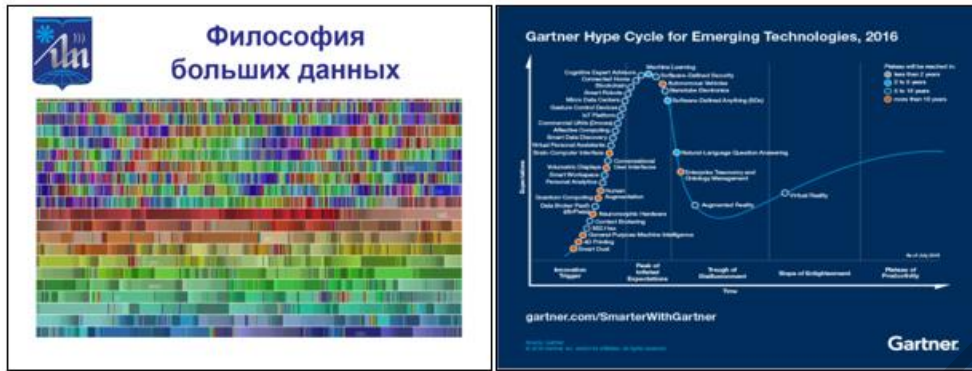 Философия
больших данных
Gartner Hype Cycle for Emerging Technologies, 2016
Plateau will be reached in:
less than 2 years
2 to 5 years
5 to 10 years
more than 10 years
Machine Learning
Cognitive Expert Advisors
Software-Defined Security
Connected Home
Autonomous Vehicles
Blockchain
Nanotube Electronics
Smart Robots
Micro Data Centers
Software-Defined Anything (SDx)
Gesture Control Devices
IoT Platform
Commercial UAVs (Drones)
Affective Computing
Smart Data Discovery
Virtual Personal Assistants
Brain-Computer Interface
Natural-Language Question Answering
Conversational
User Interfaces
Volumetric Displays
Enterprise Taxonomy and
Ontology Management
Smart Workspace
Personal Analytics
Human
Augmentation
Quantum Computing
Virtual Reality
Data Broker PaaS
Augmented Reality
Neuromorphic Hardware
Context Brokering
802.11ax
General-Purpose Machine Intelligence
4D Printing
Smart Dust
Expectations
As of July 2016
Innovation
Trigger
Peak of
Inflated
Expectations
Trough of
Disillusionment
Slope of Enlightenment
Plateau of
Productivity
Time
gartner.com/SmarterWithGartner
Gartner